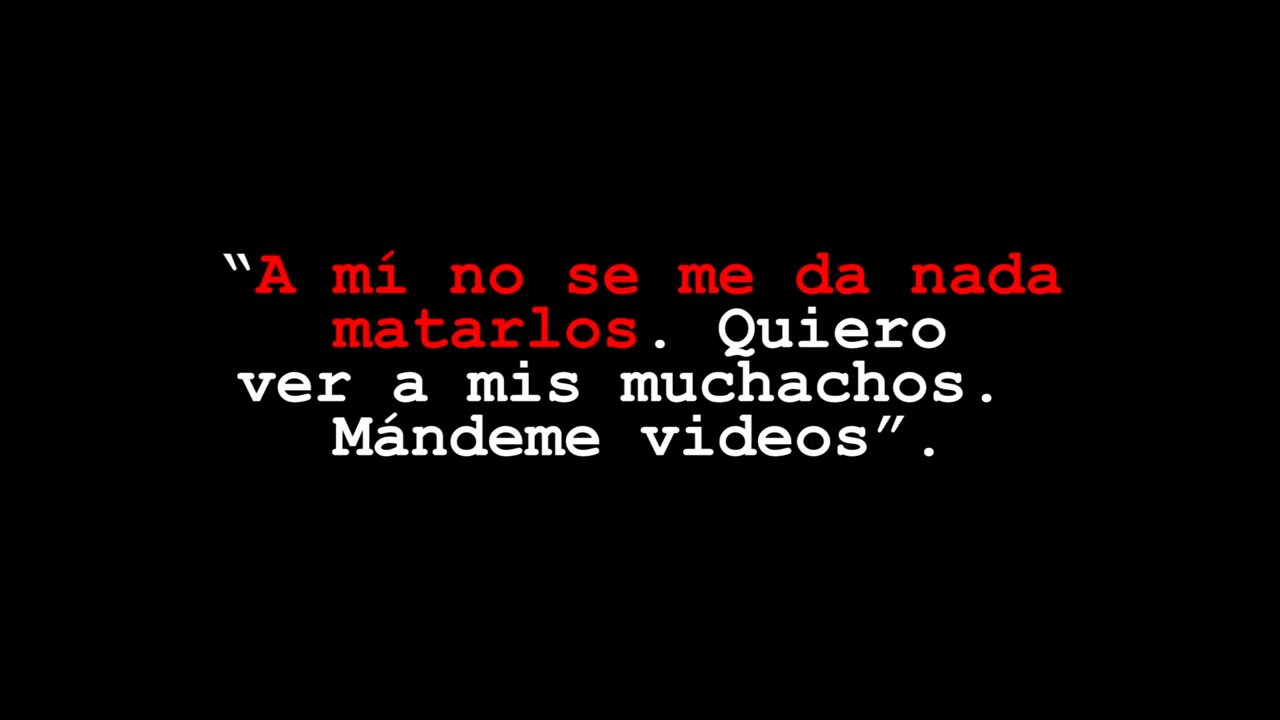 “A mí no se me da nada
matarlos. Quiero
ver a mis muchachos.
Mándeme videos”.